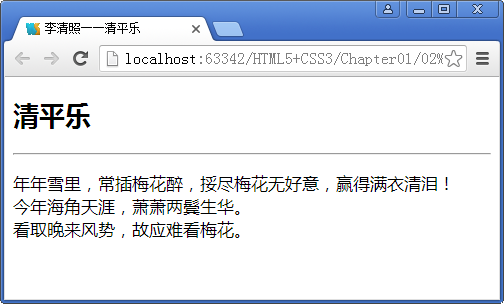 李清照一一清平乐
localhost:63342/HTML5+CSS3/Chapter01/02%
清平乐
年年雪里，常插梅花醉，挼尽梅花无好意，赢得满衣清泪！
今年海角天涯，萧萧两鬓生华。
看取晚来风势，故应难看梅花。